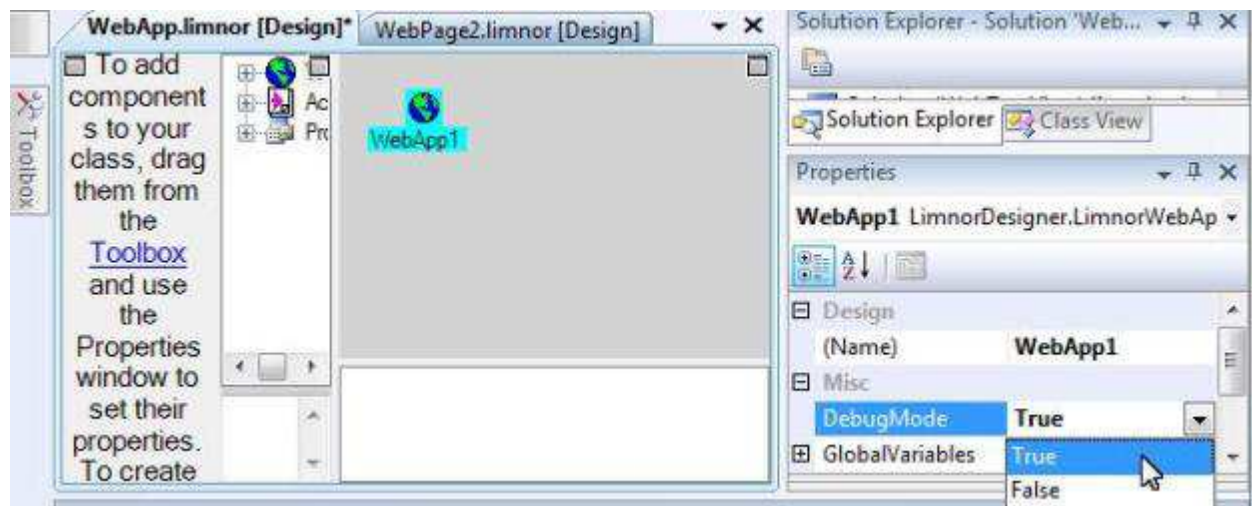 WebApp.limnor [Design]*
WebPage2.limnor [Design]
Toolbox
To add
component
s to your
class, drag
them from
the
Toolbox
and use
the
Properties
window to
set their
properties.
To create
Ac
Pro
WebApp1
Solution Explorer - Solution 'Web...
Solution Explorer
Class View
Properties
WebApp1 LimnorDesigner.LimnorWebAp
Design
(Name) WebApp1
Misc
DebugMode True
GlobalVariables
True
False